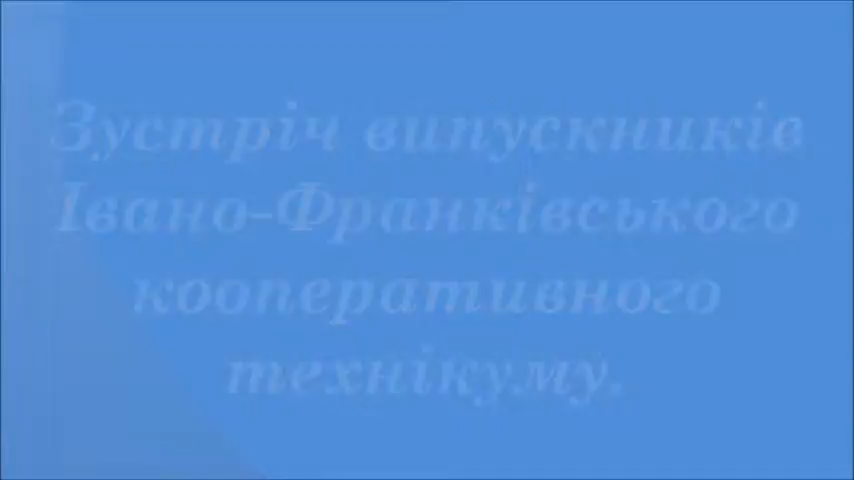 Зустріч випускників
Івано-Франківського
кооперативного
технікуму.